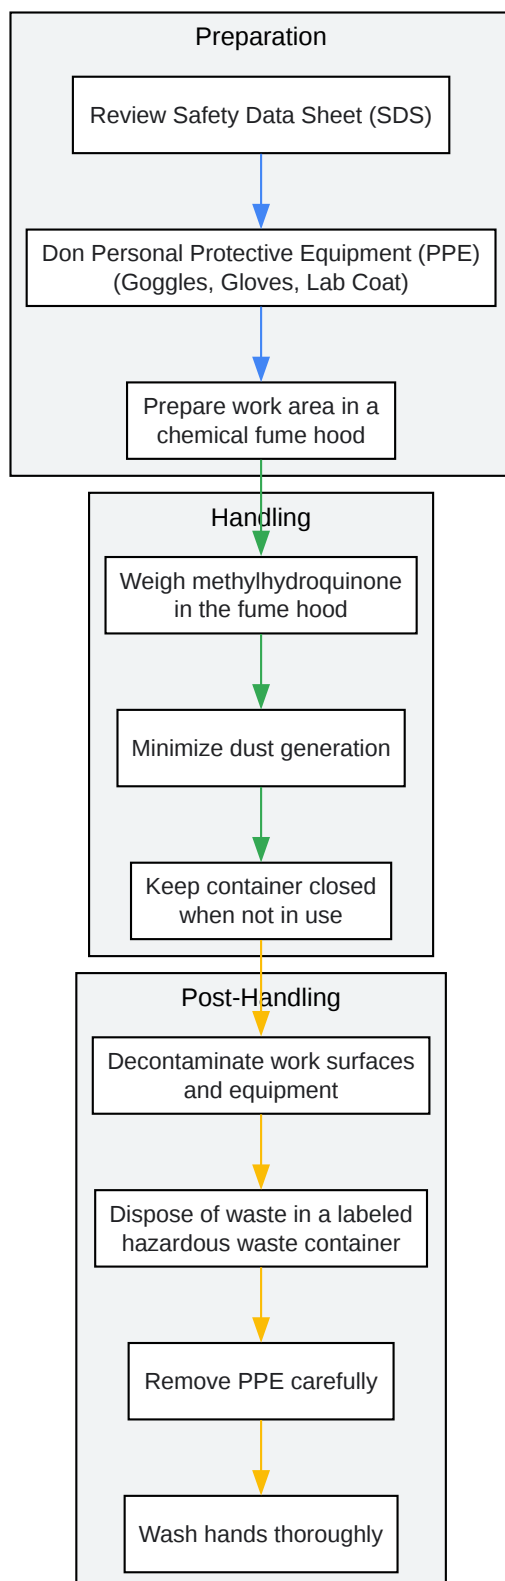 Preparation
Review Safety Data Sheet (SDS)
Don Personal Protective Equipment (PPE)
(Goggles, Gloves, Lab Coat)
Prepare work area in a
chemical fume hood
Handling
Weigh methylhydroquinone
in the fume hood
Minimize dust generation
Keep container closed
when not in use
Post-Handling
Decontaminate work surfaces
and equipment
Dispose of waste in a labeled
hazardous waste container
Remove PPE carefully
Wash hands thoroughly